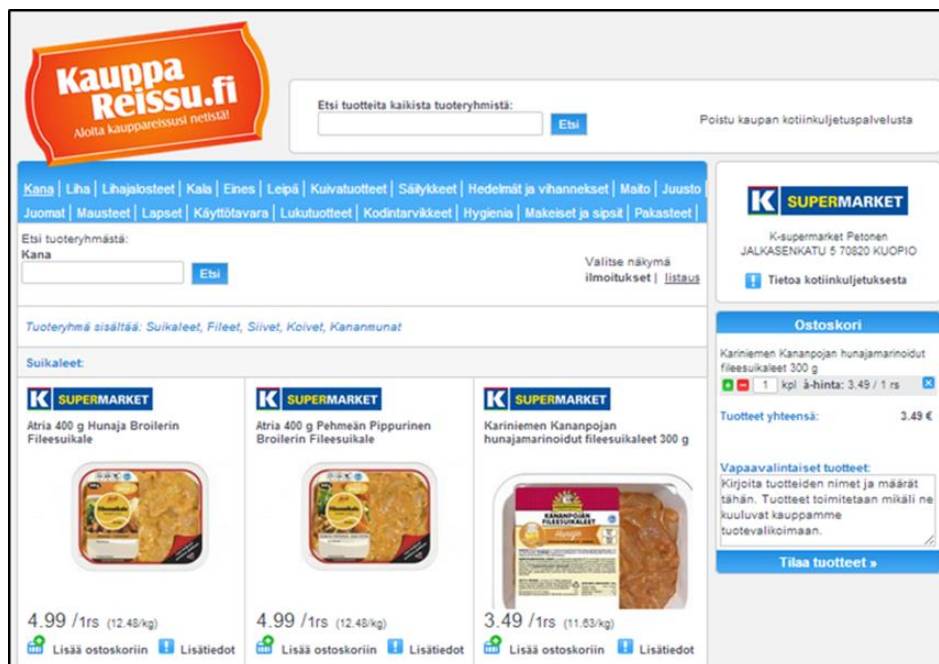 Kauppa
Reissu.fi
Aloita kauppareissusi netistä!
Etsi tuotteita kaikista tuoteryhmistä:
Etsi
Poistu kaupan kotiinkuljetuspalvelusta
Kana | Liha | Lihajalosteet | Kala | Eines | Leipä | Kuivatuotteet | Säilykkeet | Hedelmät ja vihannekset | Maito | Juusto
Juomat | Mausteet | Lapset | Käyttötavara | Lukutuotteet | Kodintarvikkeet | Hygienia | Makeiset ja sipsit | Pakasteet |
Etsi tuoteryhmästä:
Kana
Etsi
Valitse näkymä
ilmoitukset | listaus
Tuoteryhmä sisältää: Suikaleet, Fileet, Siivet, Koivet, Kananmunat
Suikaleet:
K SUPERMARKET
Atria 400 g Hunaja Broilerin
Fileesuikale
4.99 /1rs (12.48/kg)
Lisää ostoskoriin
Lisätiedot
K SUPERMARKET
Atria 400 g Pehmeän Pippurinen
Broilerin Fileesuikale
4.99 /1rs (12.48/kg)
Lisää ostoskoriin
Lisätiedot
K SUPERMARKET
Kariniemen Kananpojan
hunajamarinoidut fileesuikaleet 300 g
KANANPOJAN
FILEESUIKALEET
Hunaja
3.49 /1rs (11.63/kg)
Lisää ostoskoriin
Lisätiedot
K SUPERMARKET
K-supermarket Petonen
JALKASENKATU 5 70820 KUOPIO
Tietoa kotiinkuljetuksesta
Ostoskori
Kariniemen Kananpojan hunajamarinoidut
fileesuikaleet 300 g
1 kpl à-hinta: 3.49 / 1 rs
Tuotteet yhteensä: 3.49 €
Vapaavalintaiset tuotteet:
Kirjoita tuotteiden nimet ja määrät
tähän. Tuotteet toimitetaan mikäli ne
kuuluvat kauppamme
tuotevalikoimaan.
Tilaa tuotteet »